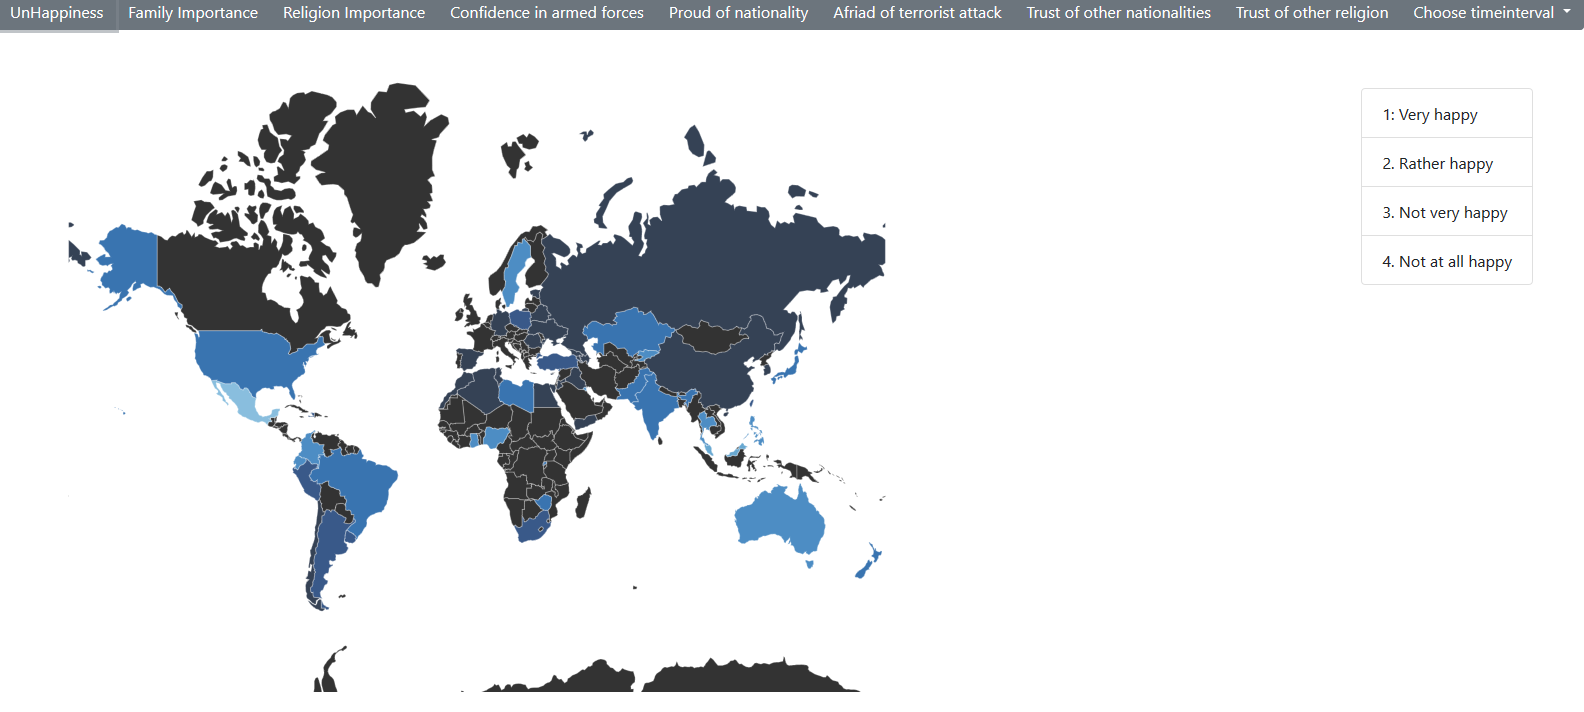 UnHappiness Family Importance Religion Importance Confidence in armed forces Proud of nationality Afriad of terrorist attack Trust of other nationalities Trust of other religion Choose timeinterval
1: Very happy
2. Rather happy
3. Not very happy
4. Not at all happy